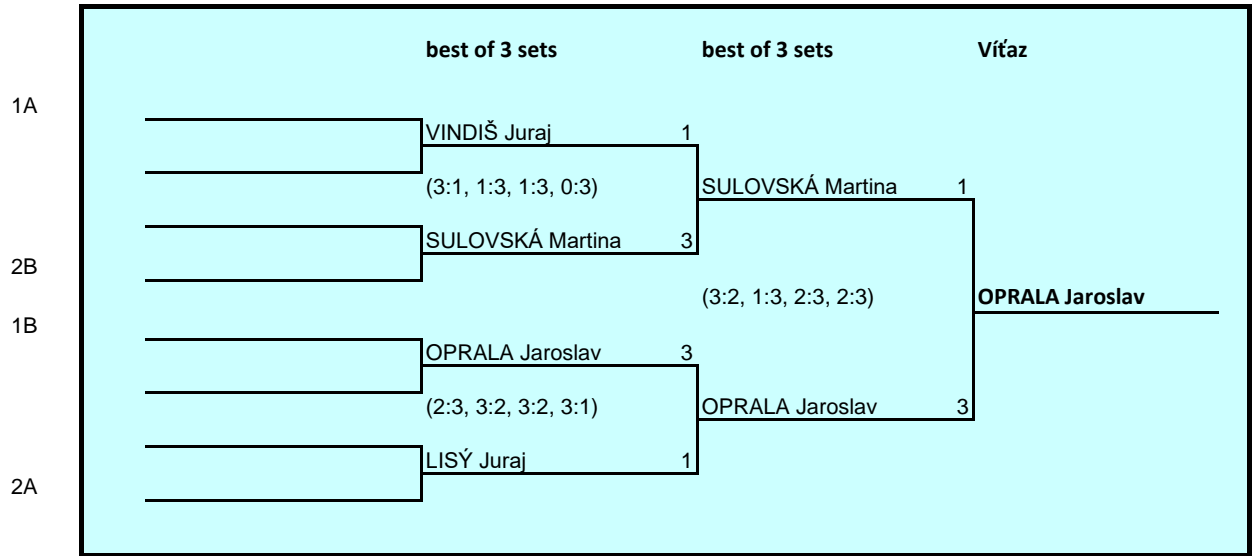 best of 3 sets best of 3 sets Víťaz
1A
VINDIŠ Juraj 1
(3:1, 1:3, 1:3, 0:3)
SULOVSKÁ Martina 1
SULOVSKÁ Martina 3
2B
(3:2, 1:3, 2:3, 2:3)
OPRALA Jaroslav
1B
OPRALA Jaroslav 3
(2:3, 3:2, 3:2, 3:1)
OPRALA Jaroslav 3
LISÝ Juraj 1
2A